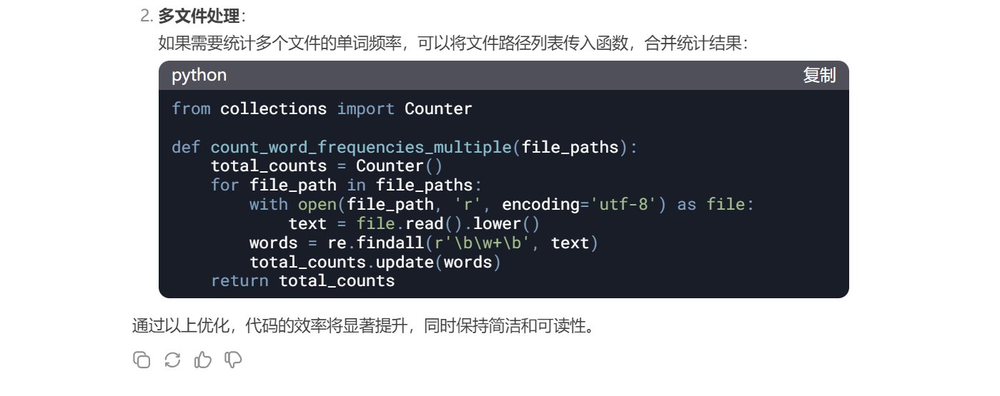 2. 多文件处理：
如果需要统计多个文件的单词频率，可以将文件路径列表传入函数，合并统计结果：
python 复制
from collections import Counter
def count_word_frequencies_multiple(file_paths):
    total_counts = Counter()
    for file_path in file_paths:
        with open(file_path, 'r', encoding='utf-8') as file:
            text = file.read().lower()
        words = re.findall(r'\b\w+\b', text)
        total_counts.update(words)
    return total_counts
通过以上优化，代码的效率将显著提升，同时保持简洁和可读性。